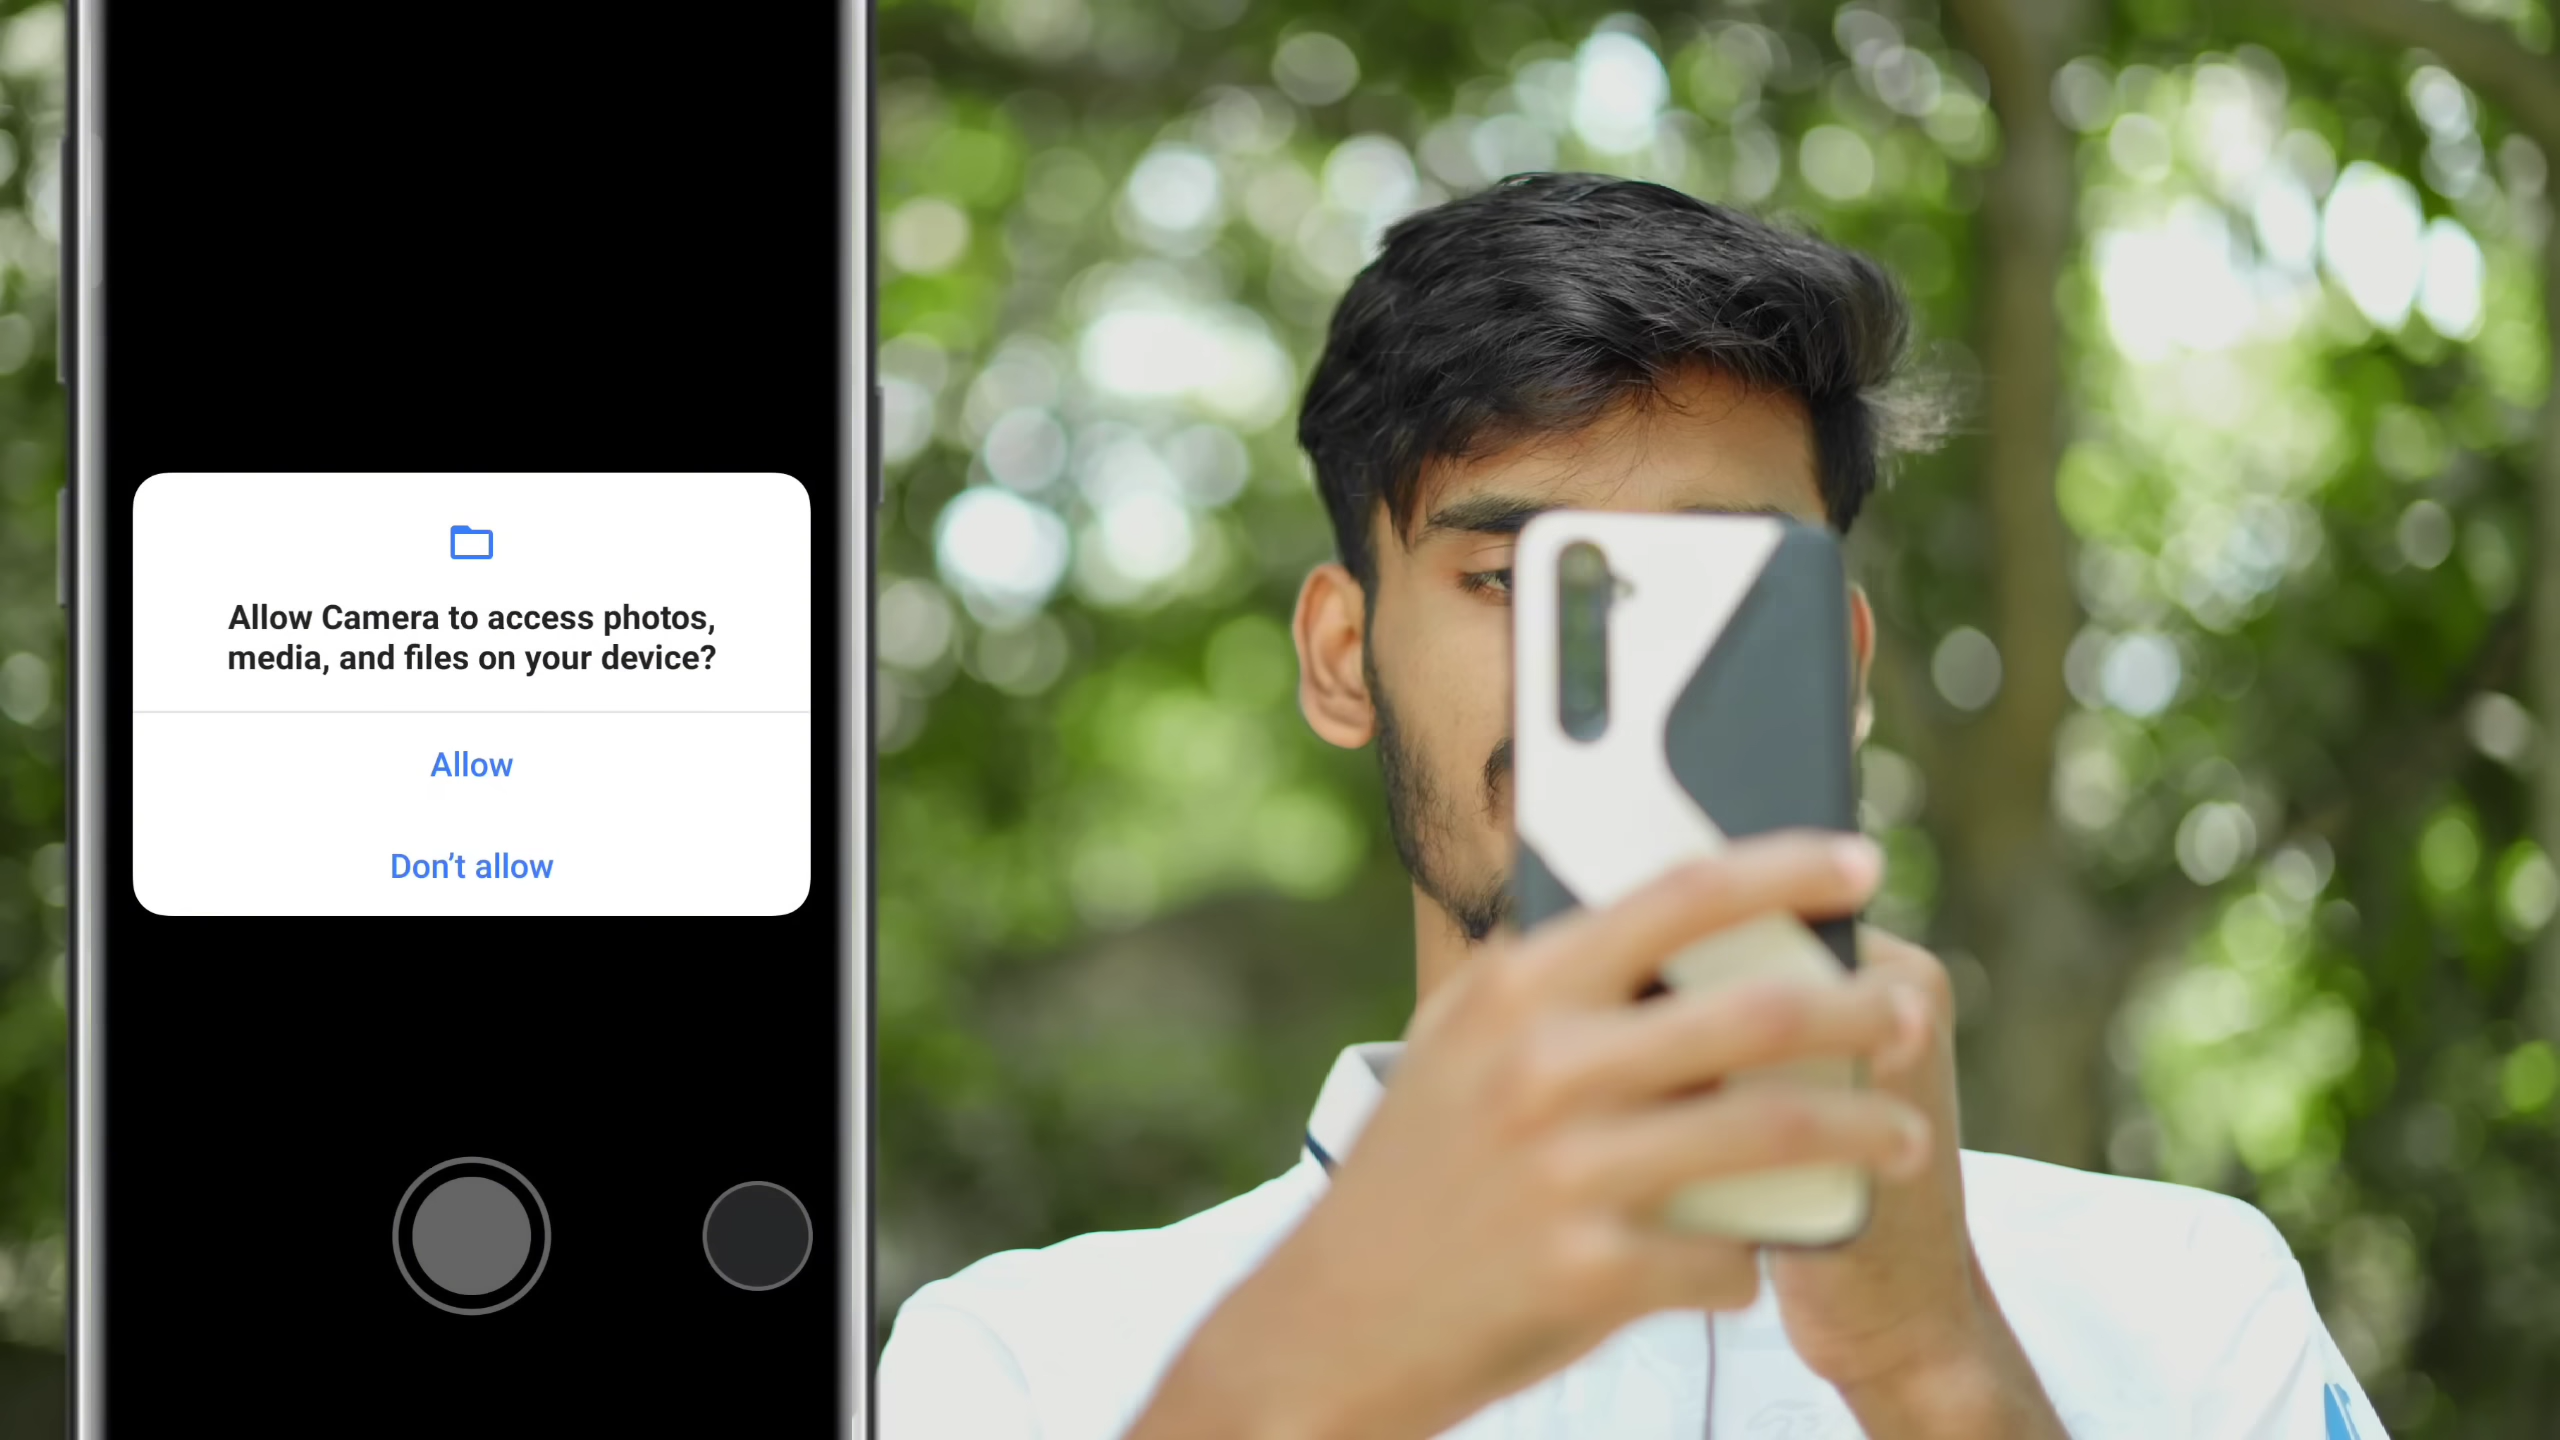 Allow Camera to access photos,
media, and files on your device?
Allow
Don’t allow